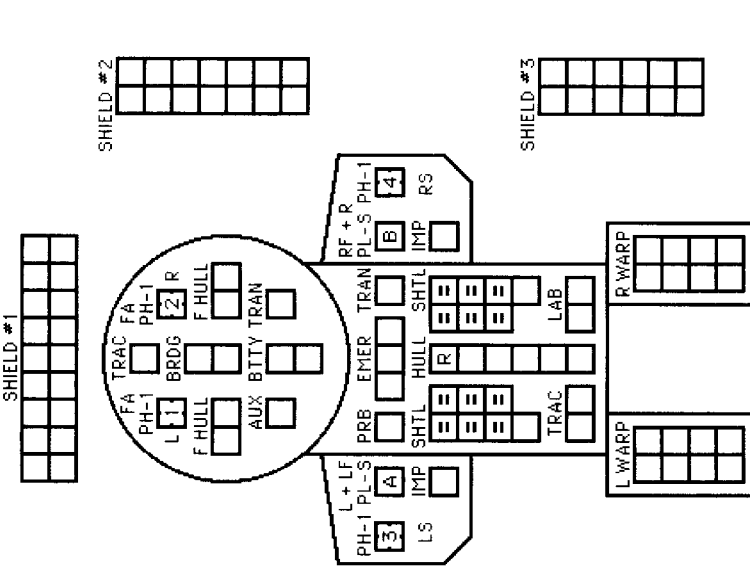 SHIELD #2
SHIELD #3
SHIELD #1
RF + R
PL-S PH-1
B 4
IMP RS
FA
PH-1 R
2
F HULL
TRAC
BRDG
BTTY TRAN
FA
PH-1
L 1
F HULL
AUX
PRB EMER TRAN
SHTL HULL SHTL
= = = R = = =
= = = = = =
TRAC LAB
L + LF
PH-1 PL-S
3 A
LS IMP
L WARP R WARP